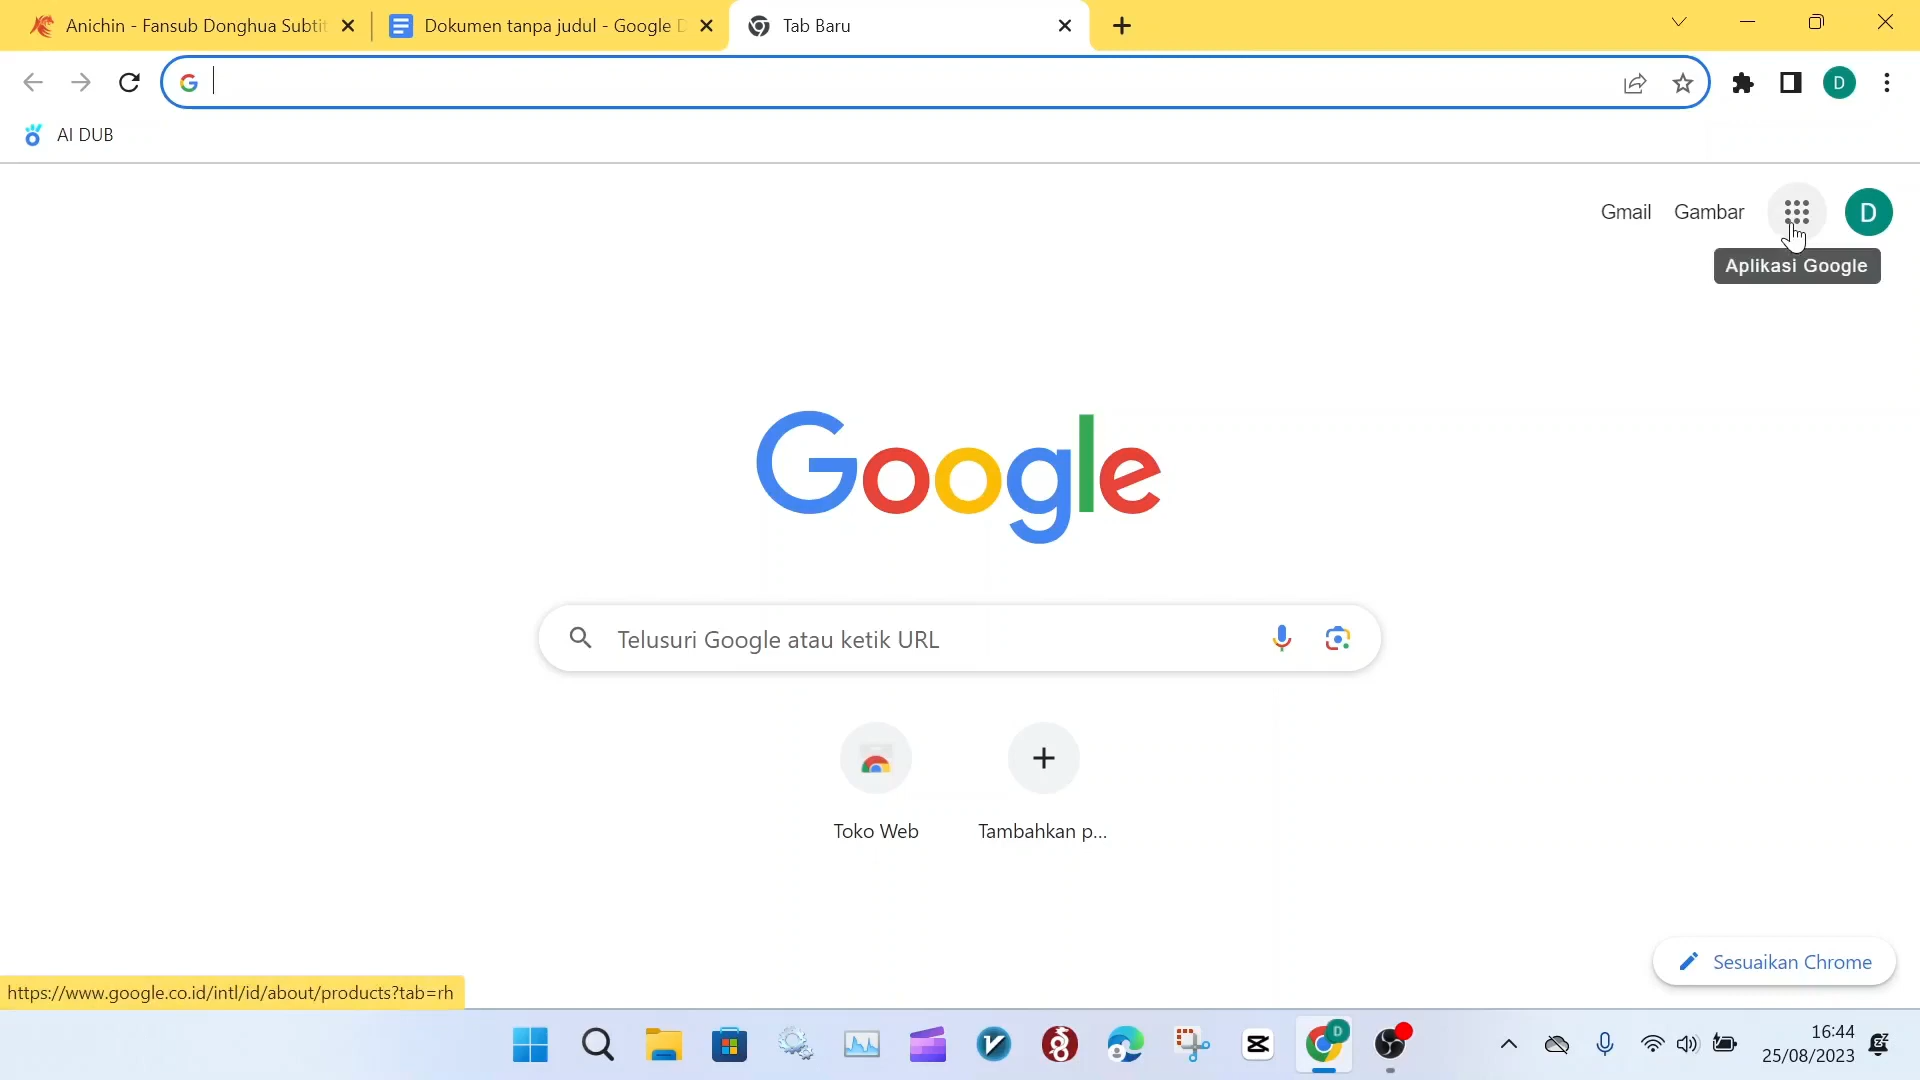 Anichin - Fansub Donghua Subtit
Dokumen tanpa judul - Google D
Tab Baru
D
AI DUB
Gmail
Gambar
D
Aplikasi Google
Google
Telusuri Google atau ketik URL
Toko Web
Tambahkan p...
Sesuaikan Chrome
https://www.google.co.id/intl/id/about/products?tab=rh
D
16:44
25/08/2023